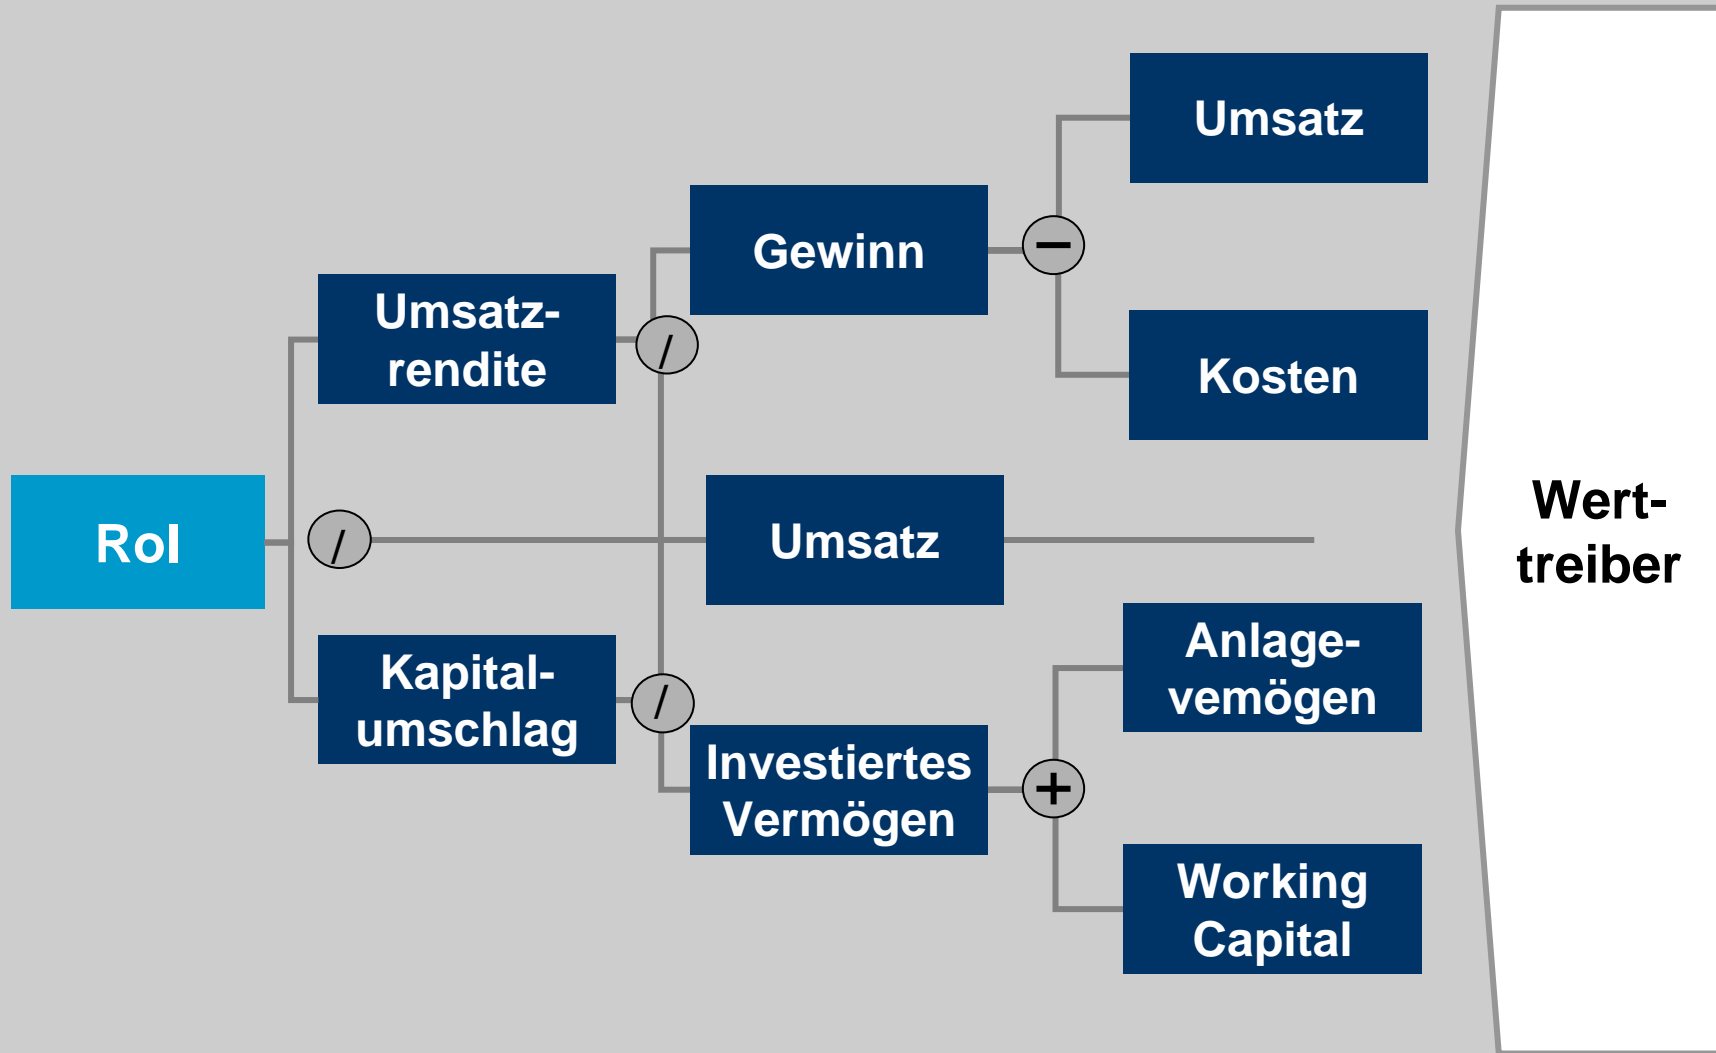 Umsatz
Gewinn
–
Umsatz-
rendite
/
Kosten
RoI
/
Umsatz
Wert-
treiber
Kapital-
umschlag
/
Investiertes
Vermögen
+
Anlage-
vemögen
Working
Capital